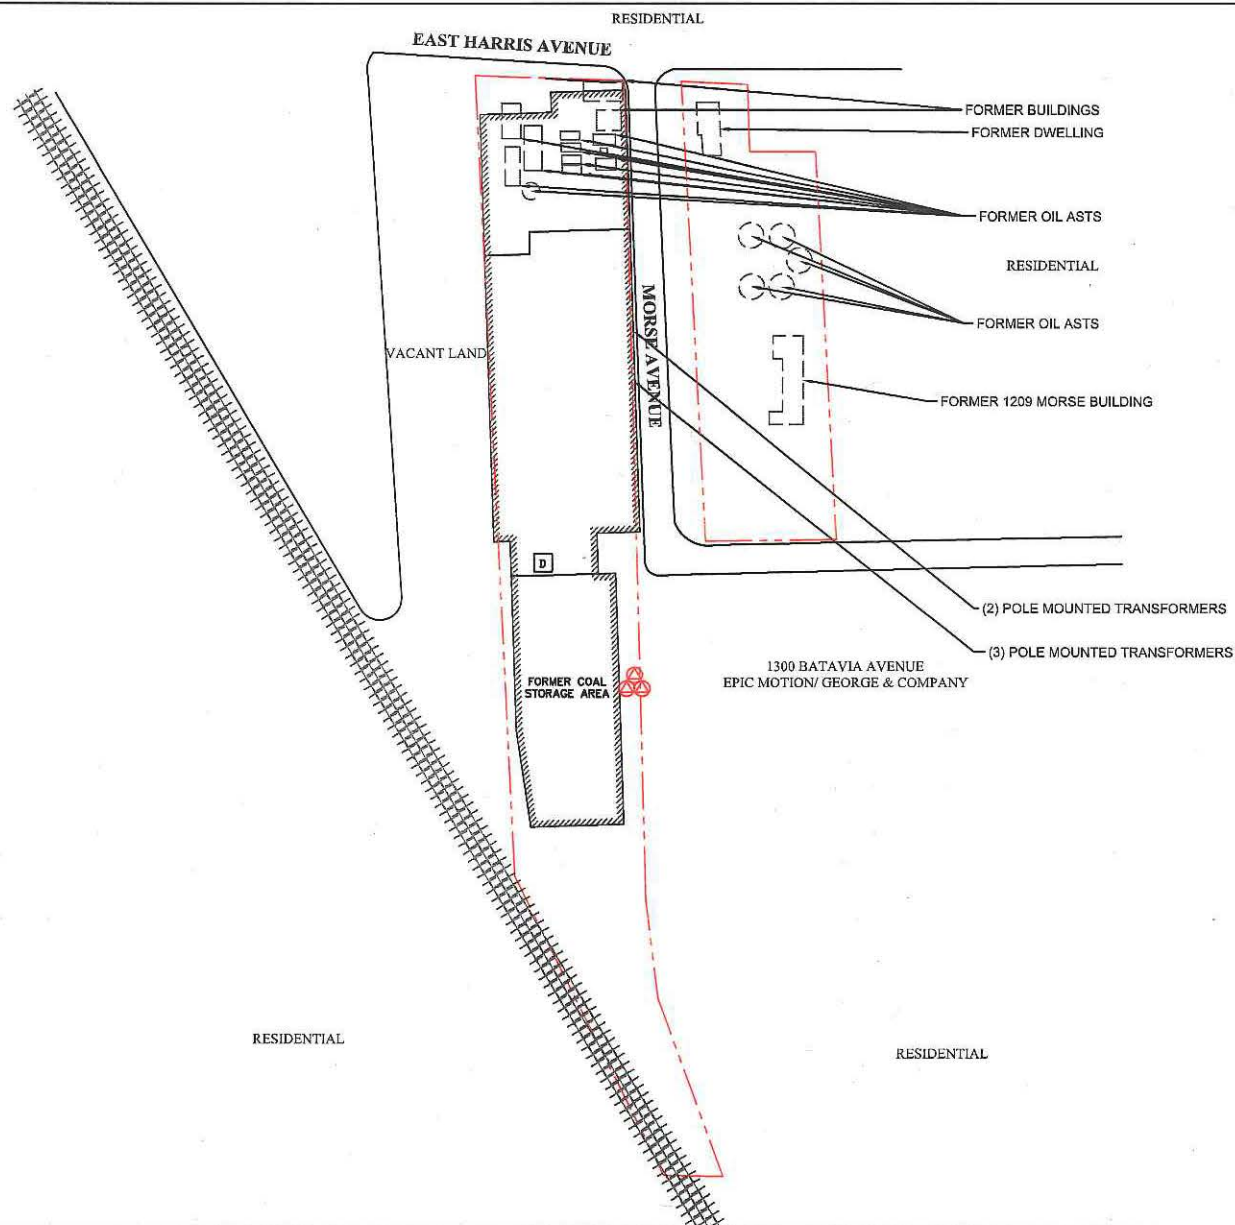 RESIDENTIAL
EAST HARRIS AVENUE
FORMER BUILDINGS
FORMER DWELLING
FORMER OIL ASTS
RESIDENTIAL
MORSE AVENUE
FORMER OIL ASTS
VACANT LAND
FORMER 1209 MORSE BUILDING
D
(2) POLE MOUNTED TRANSFORMERS
(3) POLE MOUNTED TRANSFORMERS
1300 BATAVIA AVENUE
EPIC MOTION/ GEORGE & COMPANY
FORMER COAL
STORAGE AREA
RESIDENTIAL
RESIDENTIAL